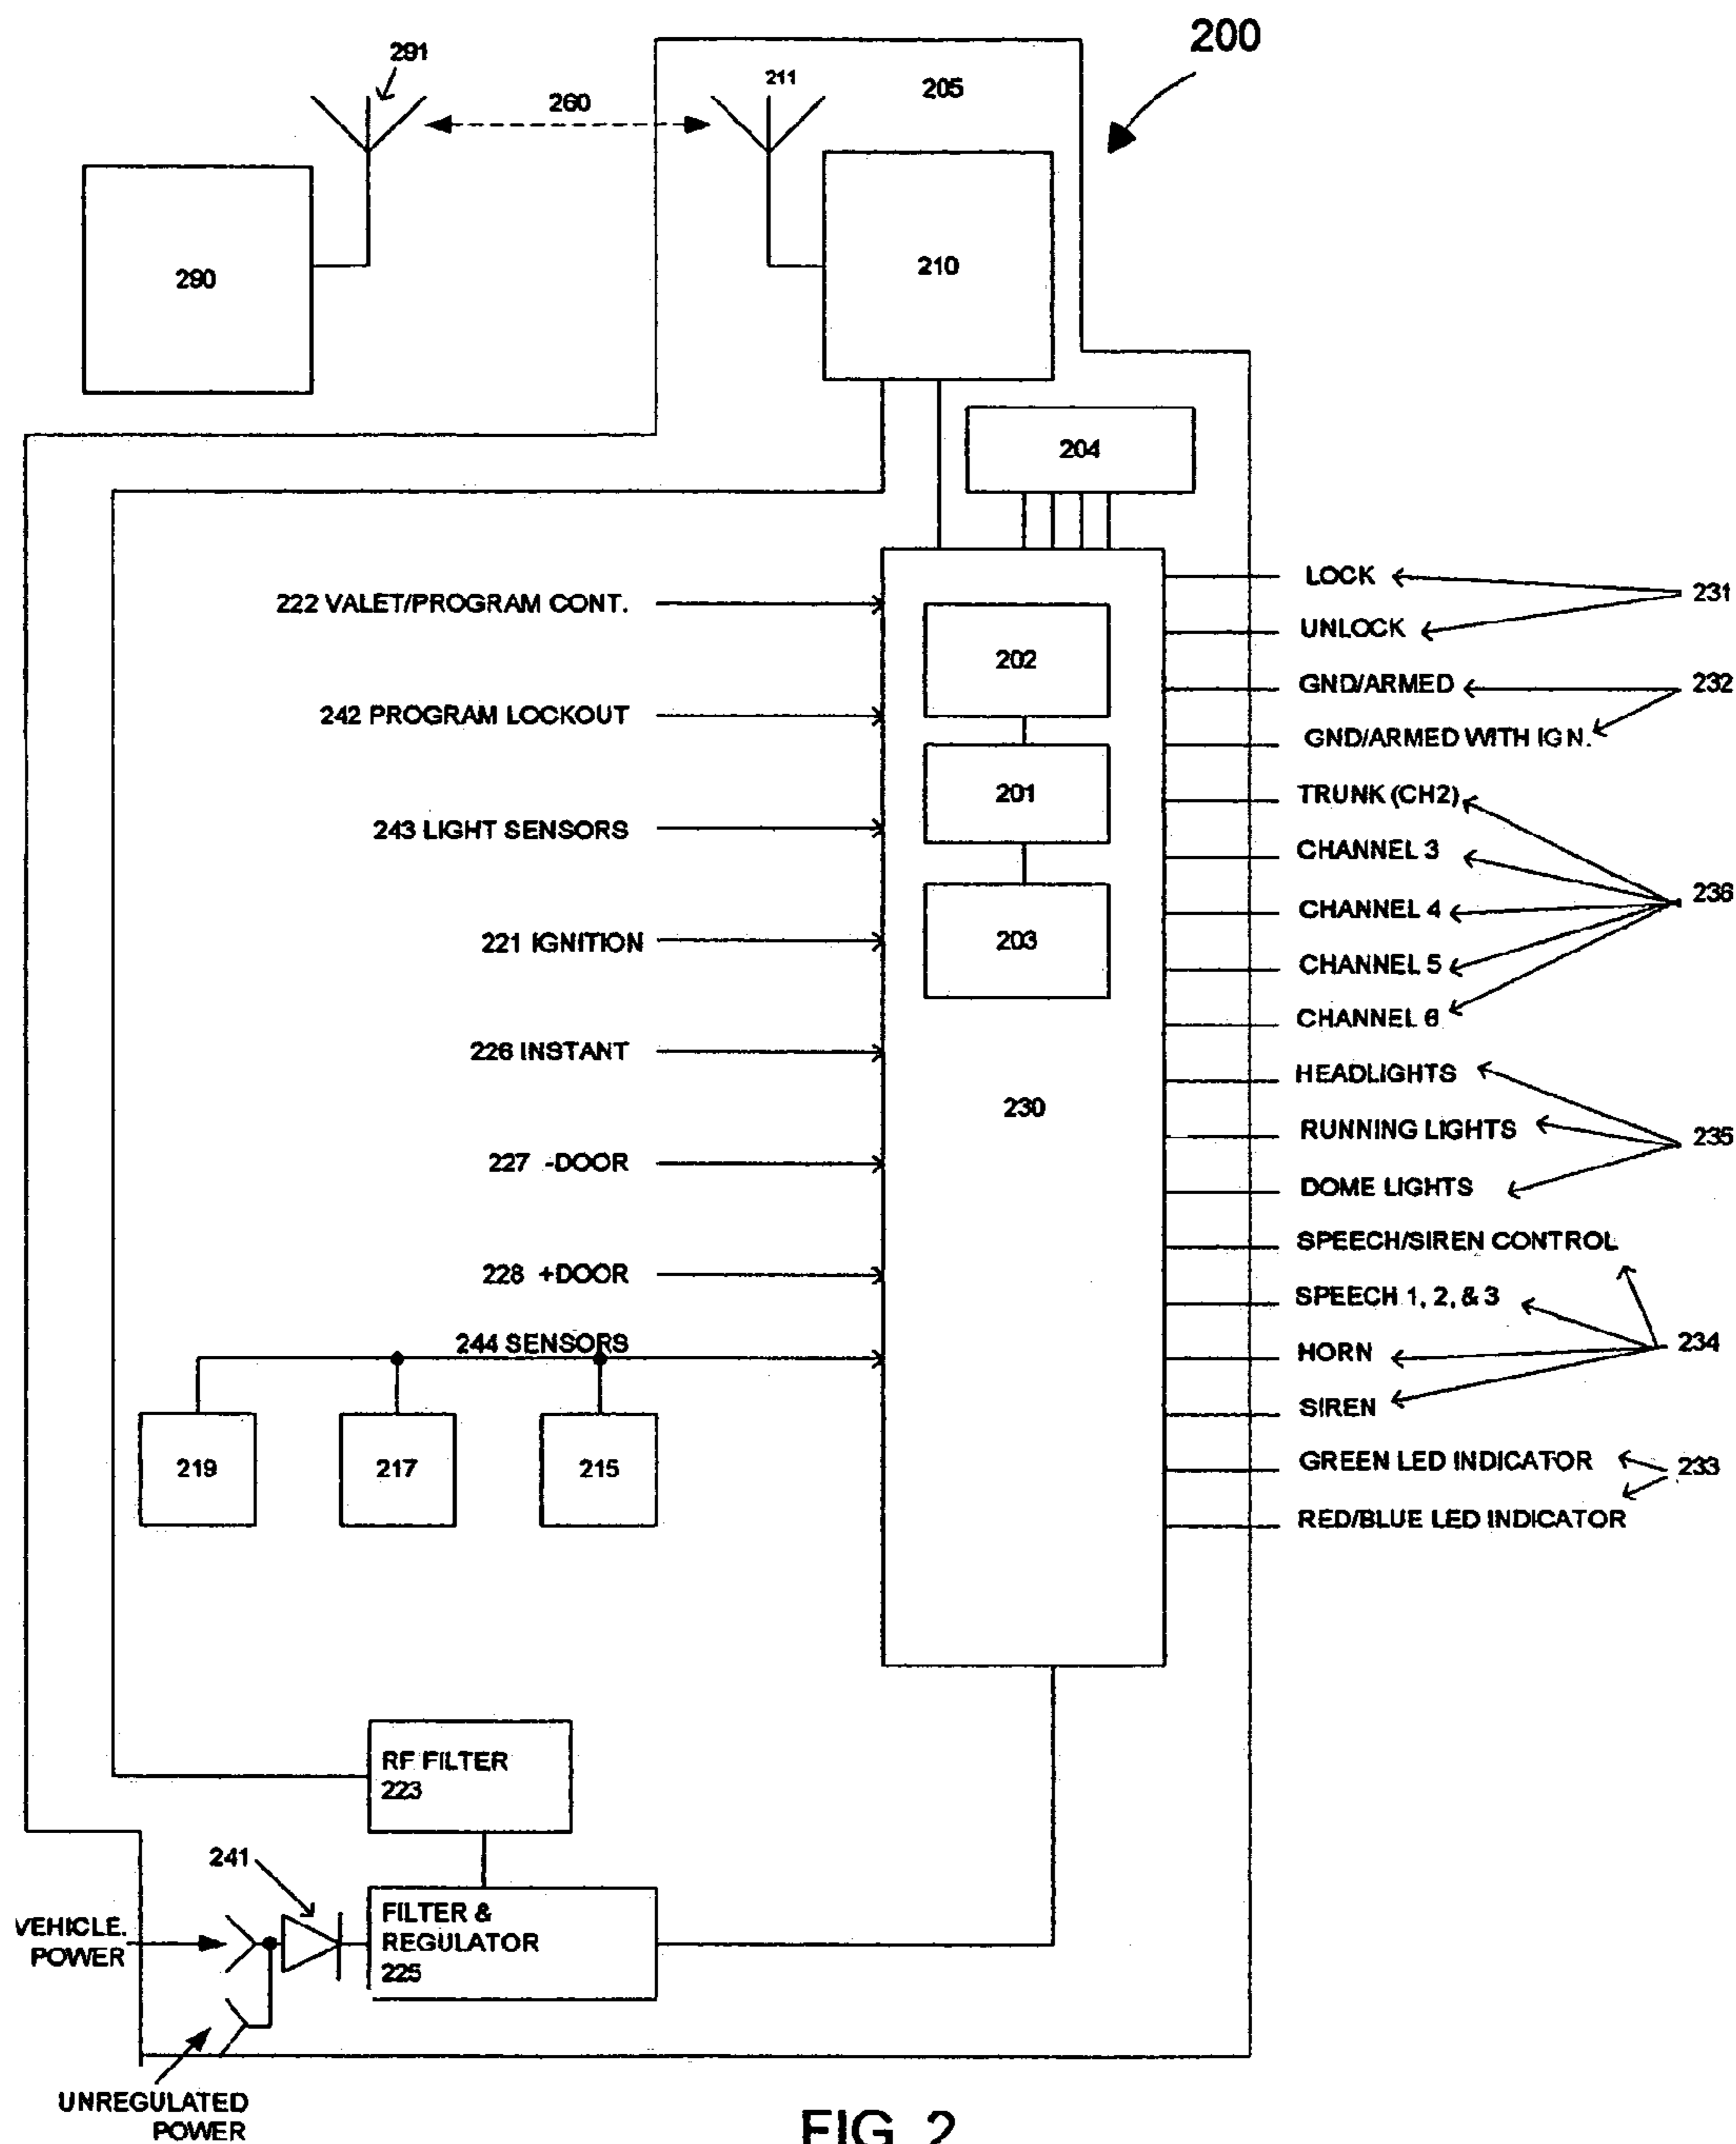 200
291
260
211
205
290
210
204
222 VALET/PROGRAM CONT.
242 PROGRAM LOCKOUT
243 LIGHT SENSORS
221 IGNITION
226 INSTANT
227 -DOOR
228 +DOOR
244 SENSORS
219
217
215
202
201
203
230
LOCK
UNLOCK
231
GND/ARMED
GND/ARMED WITH IGN.
232
TRUNK (CH2)
CHANNEL 3
CHANNEL 4
CHANNEL 5
CHANNEL 6
236
HEADLIGHTS
RUNNING LIGHTS
DOME LIGHTS
235
SPEECH/SIREN CONTROL
SPEECH 1, 2, & 3
HORN
SIREN
234
GREEN LED INDICATOR
RED/BLUE LED INDICATOR
233
RF FILTER
223
241
FILTER &
REGULATOR
225
VEHICLE.
POWER
UNREGULATED
POWER
FIG. 2